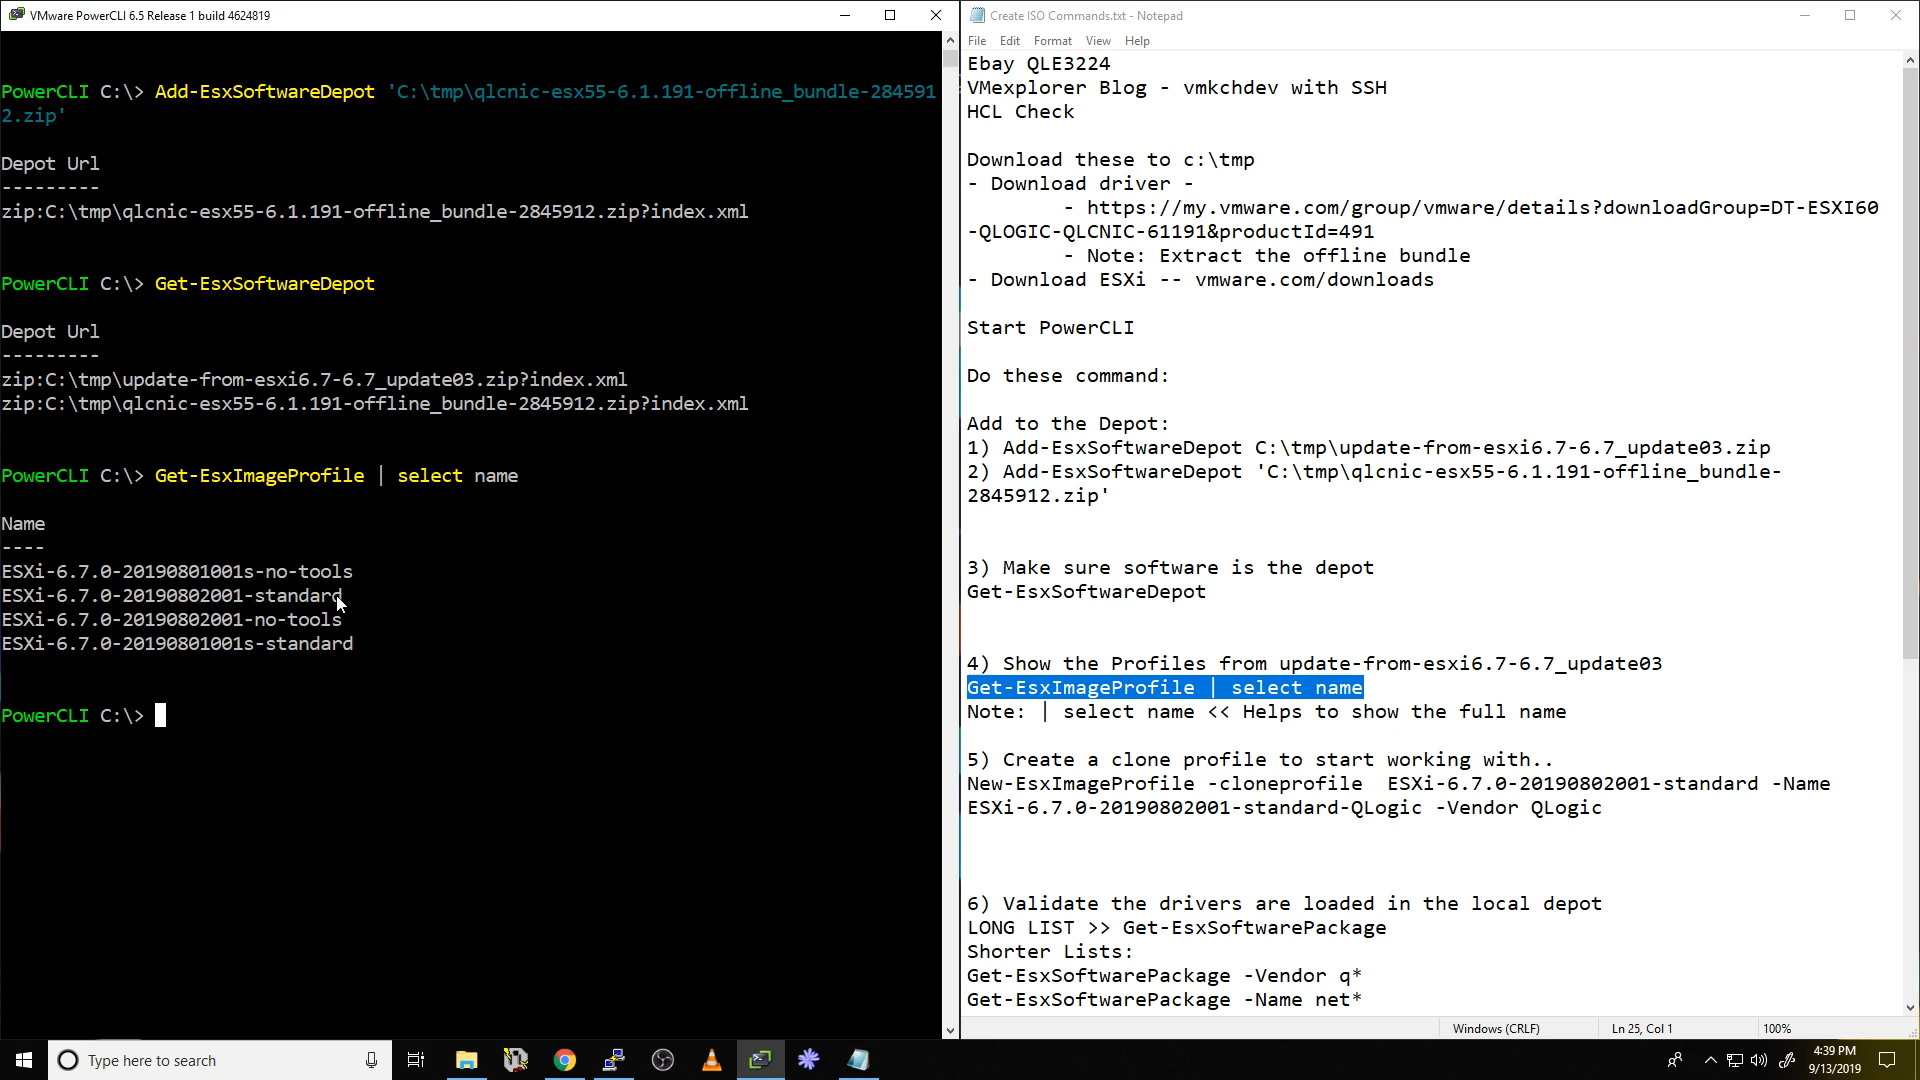 VMware PowerCLI 6.5 Release 1 build 4624819
PowerCLI C:\> Add-EsxSoftwareDepot 'C:\tmp\qlcnic-esx55-6.1.191-offline_bundle-284591
2.zip'
Depot Url
---------
zip:C:\tmp\qlcnic-esx55-6.1.191-offline_bundle-2845912.zip?index.xml
PowerCLI C:\> Get-EsxSoftwareDepot
Depot Url
---------
zip:C:\tmp\update-from-esxi6.7-6.7_update03.zip?index.xml
zip:C:\tmp\qlcnic-esx55-6.1.191-offline_bundle-2845912.zip?index.xml
PowerCLI C:\> Get-EsxImageProfile | select name
Name
----
ESXi-6.7.0-20190801001s-no-tools
ESXi-6.7.0-20190802001-standard
ESXi-6.7.0-20190802001-no-tools
ESXi-6.7.0-20190801001s-standard
PowerCLI C:\>
Create ISO Commands.txt - Notepad
File Edit Format View Help
Ebay QLE3224
VMexplorer Blog - vmkchdev with SSH
HCL Check
Download these to c:\tmp
- Download driver -
- https://my.vmware.com/group/vmware/details?downloadGroup=DT-ESXI60
-QLOGIC-QLCNIC-61191&productId=491
- Note: Extract the offline bundle
- Download ESXi -- vmware.com/downloads
Start PowerCLI
Do these command:
Add to the Depot:
1) Add-EsxSoftwareDepot C:\tmp\update-from-esxi6.7-6.7_update03.zip
2) Add-EsxSoftwareDepot 'C:\tmp\qlcnic-esx55-6.1.191-offline_bundle-
2845912.zip'
3) Make sure software is the depot
Get-EsxSoftwareDepot
4) Show the Profiles from update-from-esxi6.7-6.7_update03
Get-EsxImageProfile | select name
Note: | select name << Helps to show the full name
5) Create a clone profile to start working with..
New-EsxImageProfile -cloneprofile  ESXi-6.7.0-20190802001-standard -Name
ESXi-6.7.0-20190802001-standard-QLogic -Vendor QLogic
6) Validate the drivers are loaded in the local depot
LONG LIST >> Get-EsxSoftwarePackage
Shorter Lists:
Get-EsxSoftwarePackage -Vendor q*
Get-EsxSoftwarePackage -Name net*
Windows (CRLF) Ln 25, Col 1 100%
Type here to search
4:39 PM
9/13/2019